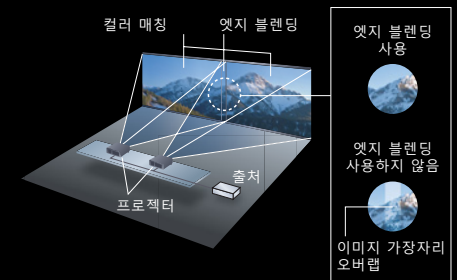 컬러 매칭
엣지 블렌딩
출처
프로젝터
엣지 블렌딩
사용
엣지 블렌딩
사용하지 않음
이미지 가장자리
오버랩